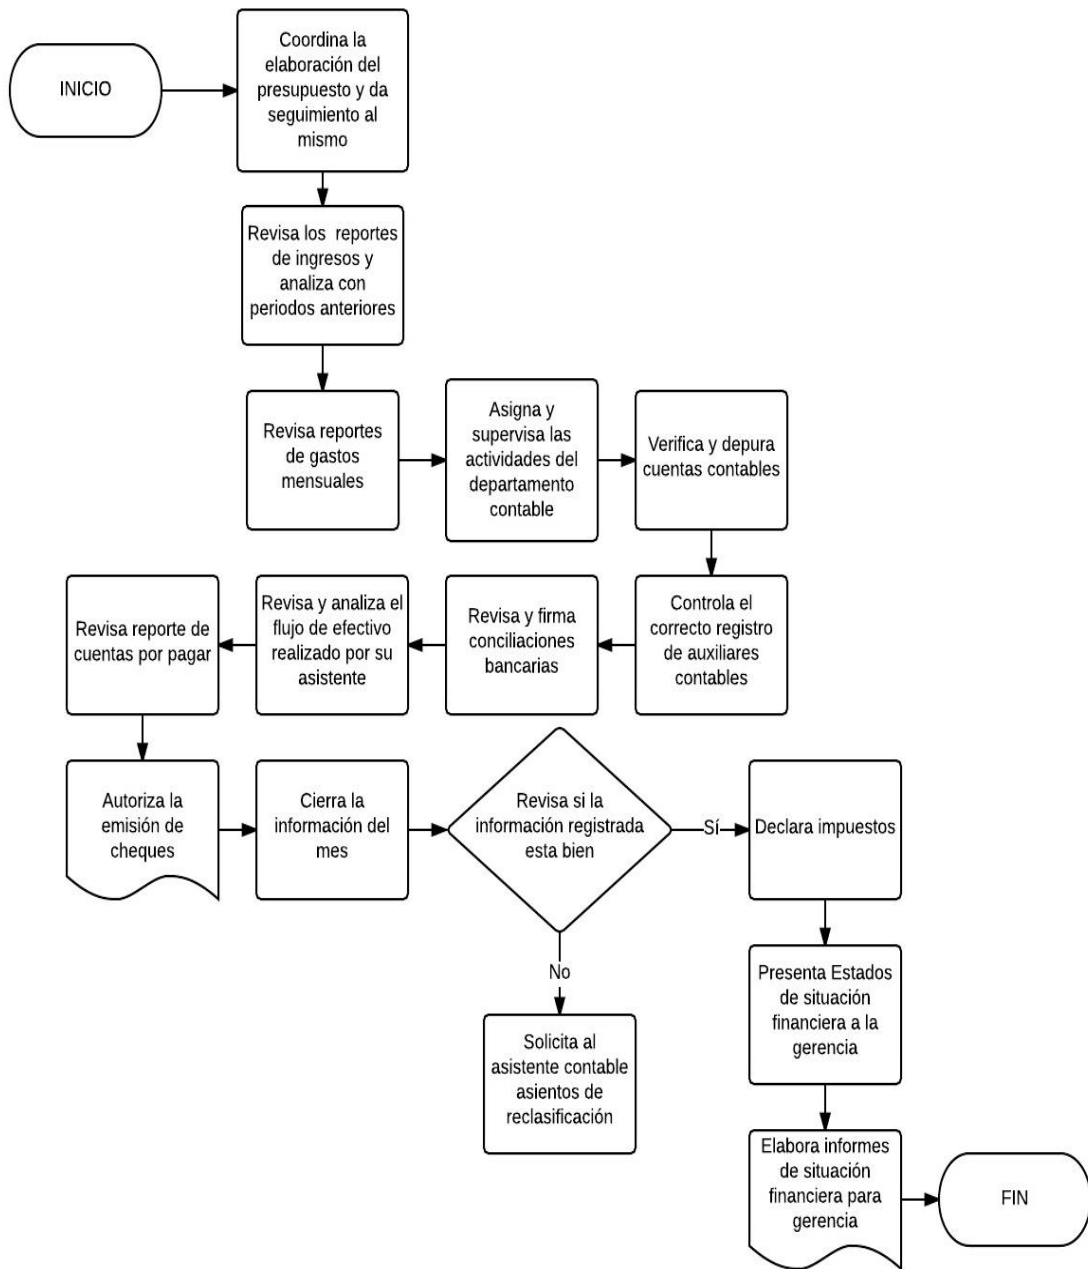 INICIO
Coordina la
elaboración del
presupuesto y da
seguimiento al
mismo
Revisa los reportes
de ingresos y
analiza con
periodos anteriores
Revisa reportes
de gastos
mensuales
Asigna y
supervisa las
actividades del
departamento
contable
Verifica y depura
cuentas contables
Controla el
correcto registro
de auxiliares
contables
Revisa y firma
conciliaciones
bancarias
Revisa y analiza el
flujo de efectivo
realizado por su
asistente
Revisa reporte de
cuentas por pagar
Autoriza la
emisión de
cheques
Cierra la
información del
mes
Revisa si la
información registrada
esta bien
Sí
Declara impuestos
No
Solicita al
asistente contable
asientos de
reclasificación
Presenta Estados
de situación
financiera a la
gerencia
Elabora informes
de situación
financiera para
gerencia
FIN